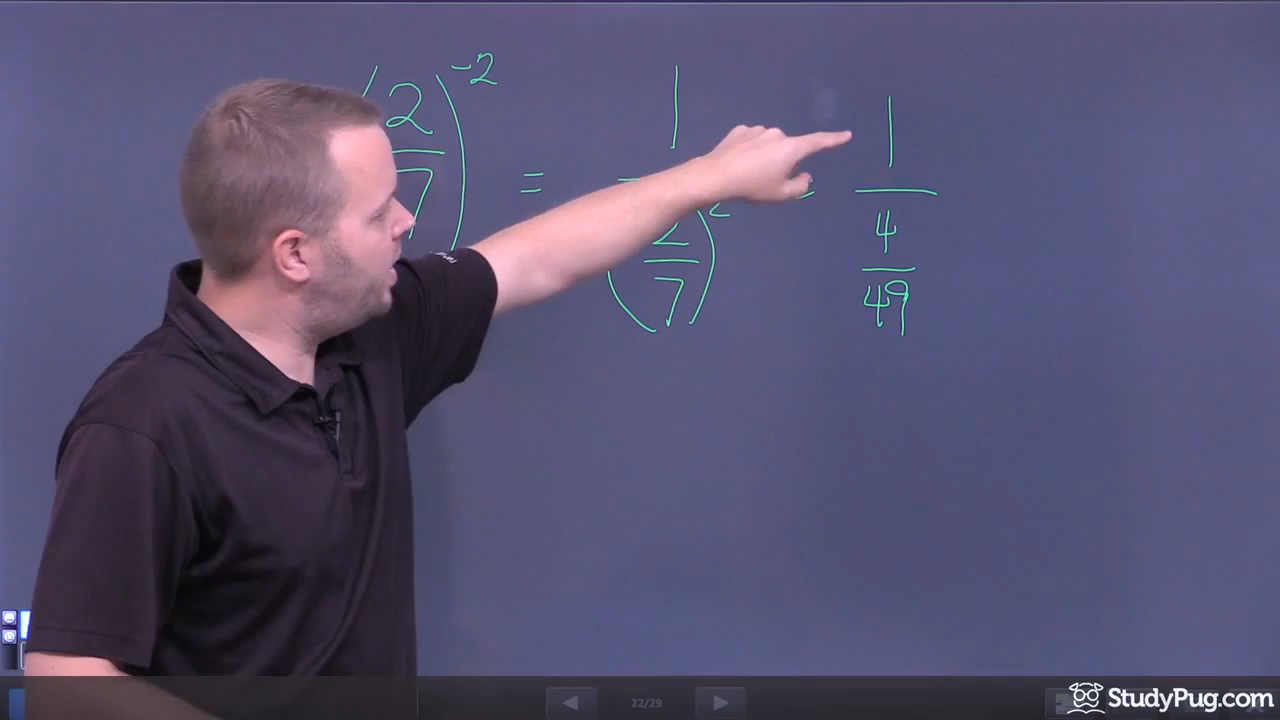 (2/7)^-2 = 1/(2/7)^2 = 1/(4/49)
22/29
StudyPug.com